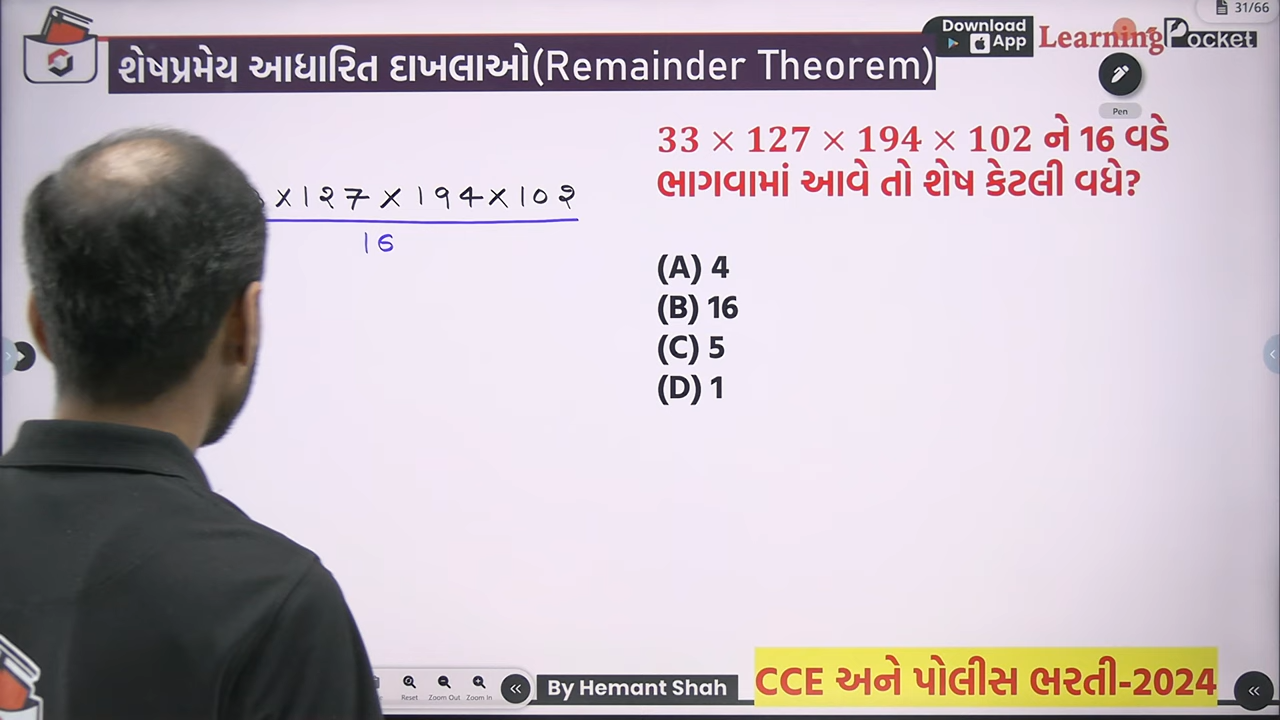 31/66
Download App
Learning Pocket
શેષપ્રમેય આધારિત દાખલાઓ(Remainder Theorem)
Pen
33 × 127 × 194 × 102 ને 16 વડે
ભાગવામાં આવે તો શેષ કેટલી વધે?
×127×194×102
16
(A) 4
(B) 16
(C) 5
(D) 1
Reset Zoom Out Zoom In
By Hemant Shah
CCE અને પોલીસ ભરતી-2024